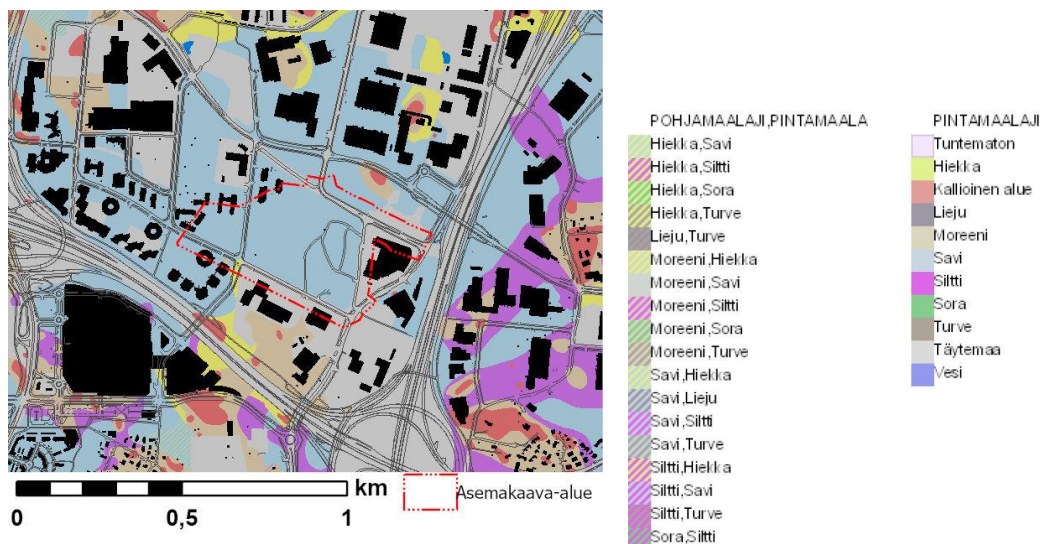 POHJAMAALAJI,PINTAMAALA
Hiekka,Savi
Hiekka,Siltti
Hiekka,Sora
Hiekka,Turve
Lieju,Turve
Moreeni,Hiekka
Moreeni,Savi
Moreeni,Siltti
Moreeni,Sora
Moreeni,Turve
Savi,Hiekka
Savi,Lieju
Savi,Siltti
Savi,Turve
Siltti,Hiekka
Siltti,Savi
Siltti,Turve
Sora,Siltti
PINTAMAALAJI
Tuntematon
Hiekka
Kallioinen alue
Lieju
Moreeni
Savi
Siltti
Sora
Turve
Täytemaa
Vesi
km
0 0,5 1
Asemakaava-alue